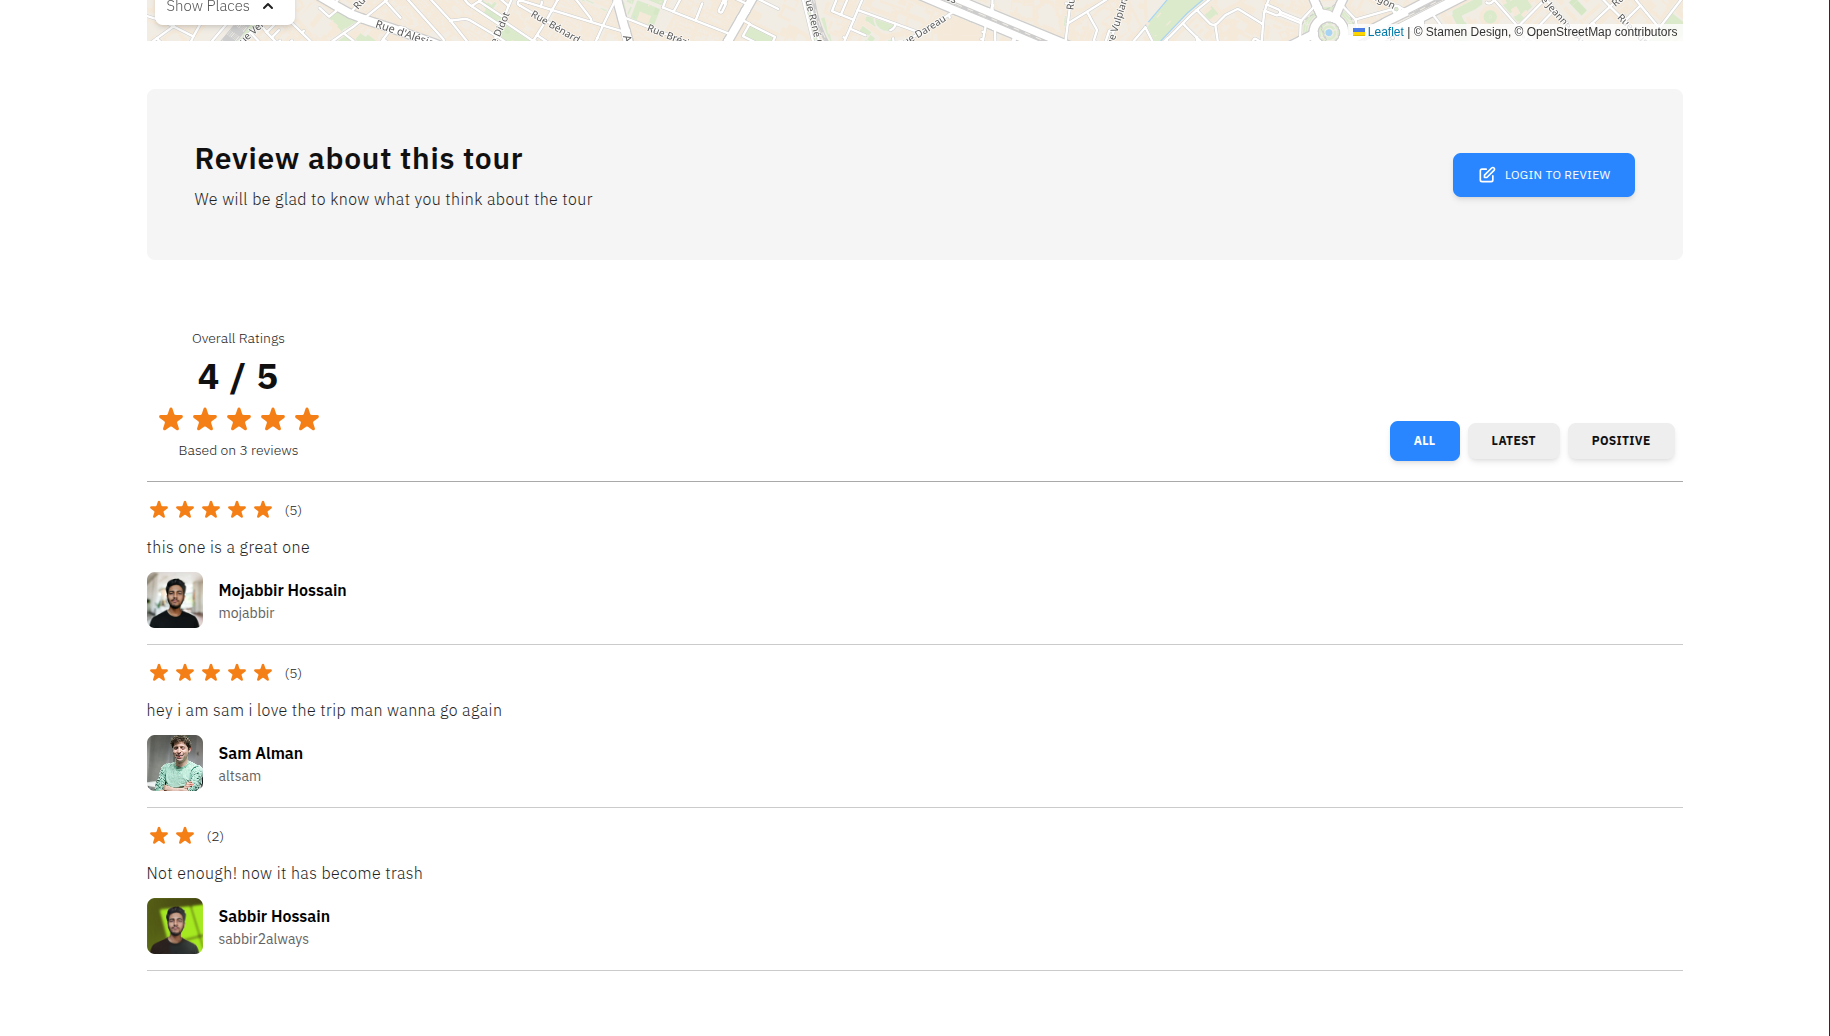 Show Places
Rue d'Alésia
Didot
Rue Bénard
Rue René
Rue Bré
Dareau
Vulpian
Jeann
Leaflet | © Stamen Design, © OpenStreetMap contributors
Review about this tour
We will be glad to know what you think about the tour
LOGIN TO REVIEW
Overall Ratings
4 / 5
Based on 3 reviews
ALL
LATEST
POSITIVE
(5)
this one is a great one
Mojabbir Hossain
mojabbir
(5)
hey i am sam i love the trip man wanna go again
Sam Alman
altsam
(2)
Not enough! now it has become trash
Sabbir Hossain
sabbir2always